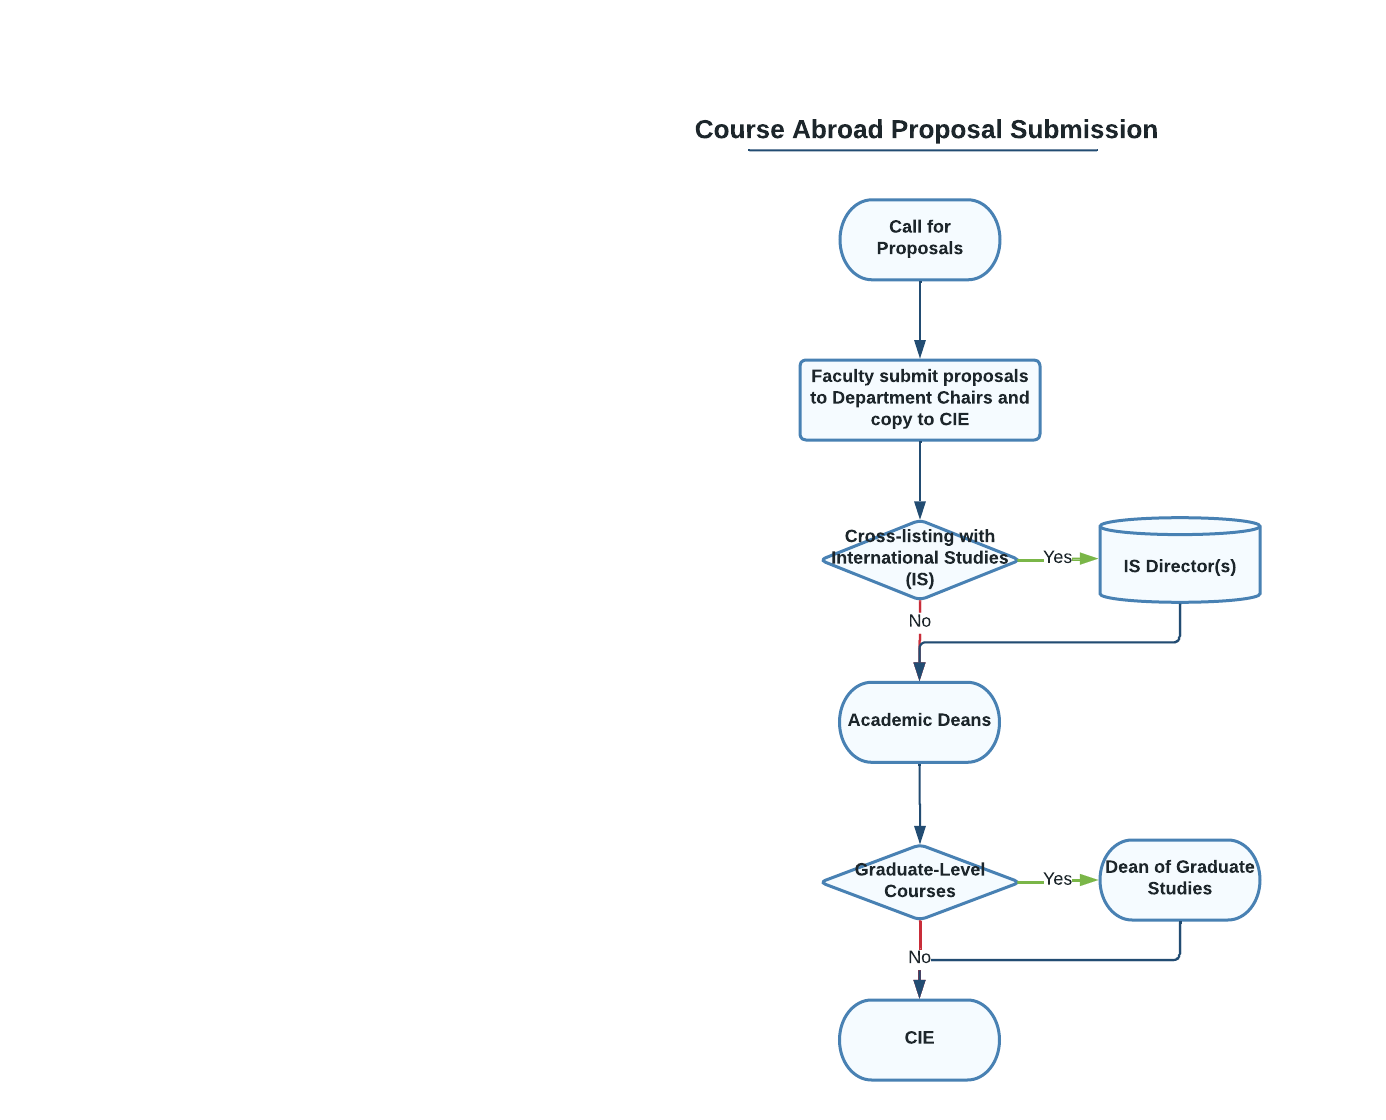 Course Abroad Proposal Submission
Call for
Proposals
Faculty submit proposals
to Department Chairs and
copy to CIE
Cross-listing with
International Studies
(IS)
Yes
IS Director(s)
No
Academic Deans
Graduate-Level
Courses
Yes
Dean of Graduate
Studies
No
CIE